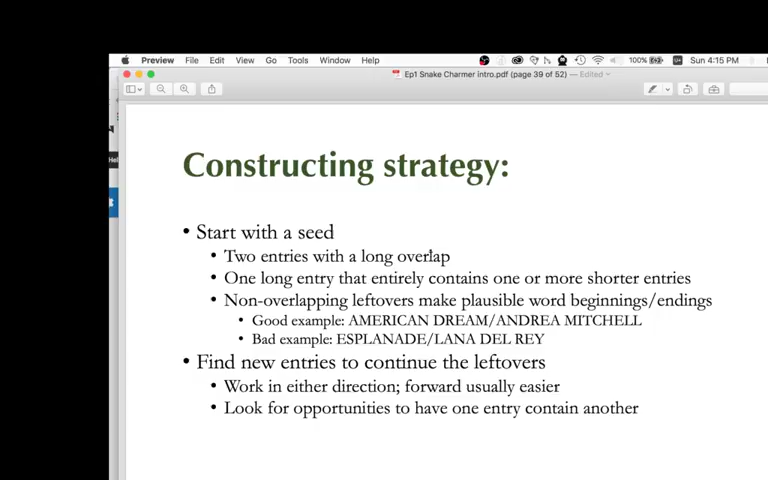 Preview File Edit View Go Tools Window Help 100% Sun 4:15 PM
Ep1 Snake Charmer intro.pdf (page 39 of 52) — Edited
Constructing strategy:
• Start with a seed
• Two entries with a long overlap
• One long entry that entirely contains one or more shorter entries
• Non-overlapping leftovers make plausible word beginnings/endings
• Good example: AMERICAN DREAM/ANDREA MITCHELL
• Bad example: ESPLANADE/LANA DEL REY
• Find new entries to continue the leftovers
• Work in either direction; forward usually easier
• Look for opportunities to have one entry contain another